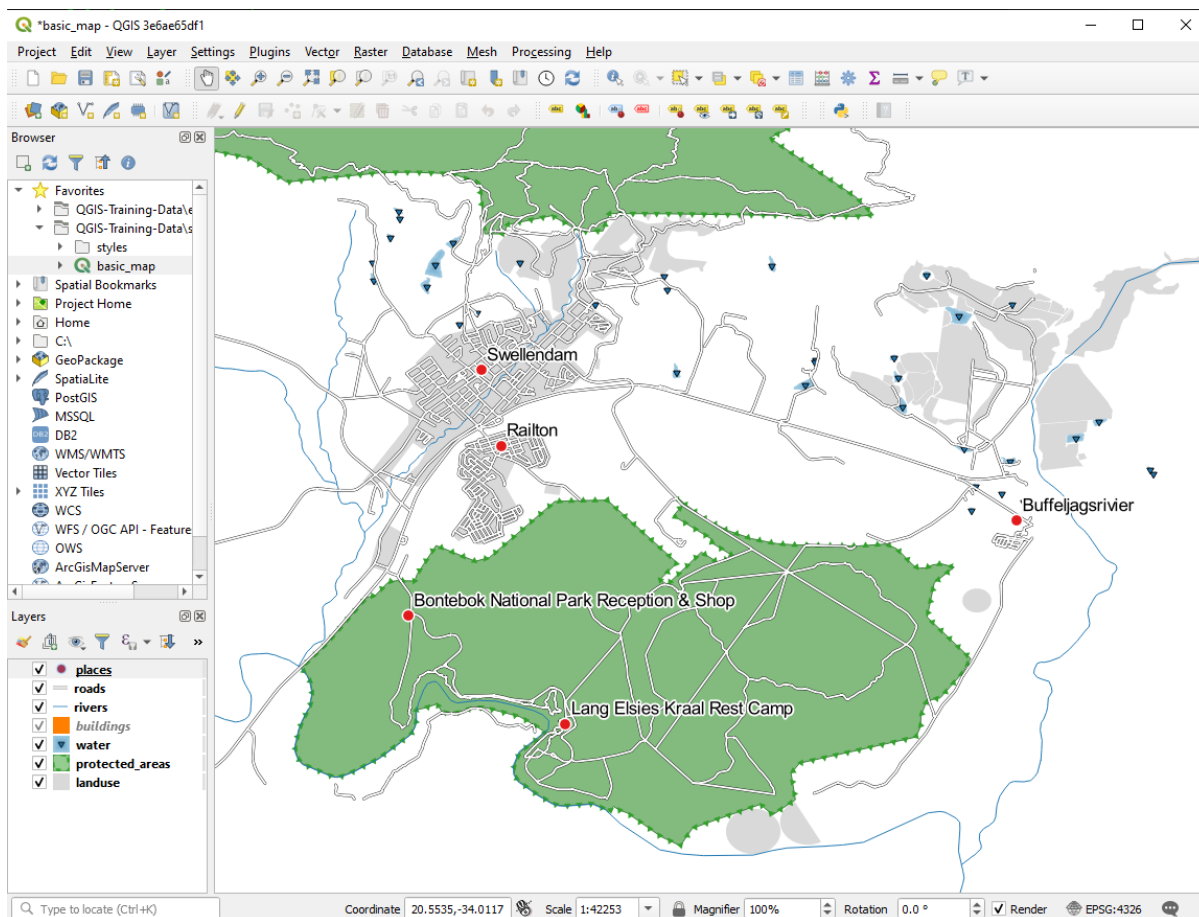 *basic_map - QGIS 3e6ae65df1
Project Edit View Layer Settings Plugins Vector Raster Database Mesh Processing Help
Browser
Favorites
QGIS-Training-Data\e
QGIS-Training-Data\s
styles
basic_map
Spatial Bookmarks
Project Home
Home
C:\
GeoPackage
SpatiaLite
PostGIS
MSSQL
DB2
WMS/WMTS
Vector Tiles
XYZ Tiles
WCS
WFS / OGC API - Feature
OWS
ArcGisMapServer
Layers
places
roads
rivers
buildings
water
protected_areas
landuse
Swellendam
Railton
Buffeljagsrivier
Bontebok National Park Reception & Shop
Lang Elsies Kraal Rest Camp
Type to locate (Ctrl+K)
Coordinate 20.5535,-34.0117 Scale 1:42253 Magnifier 100% Rotation 0.0 ° Render EPSG:4326